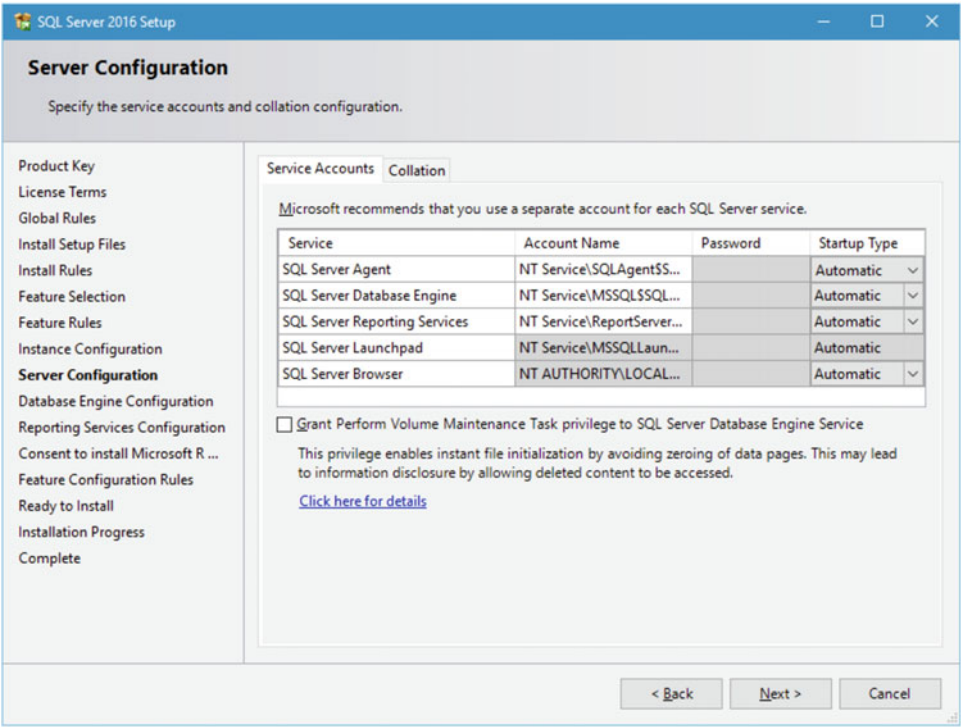 SQL Server 2016 Setup
Server Configuration
Specify the service accounts and collation configuration.
Product Key
License Terms
Global Rules
Install Setup Files
Install Rules
Feature Selection
Feature Rules
Instance Configuration
Server Configuration
Database Engine Configuration
Reporting Services Configuration
Consent to install Microsoft R ...
Feature Configuration Rules
Ready to Install
Installation Progress
Complete
Service Accounts Collation
Microsoft recommends that you use a separate account for each SQL Server service.
Service Account Name Password Startup Type
SQL Server Agent NT Service\SQLAgent$S... Automatic
SQL Server Database Engine NT Service\MSSQL$SQL... Automatic
SQL Server Reporting Services NT Service\ReportServer... Automatic
SQL Server Launchpad NT Service\MSSQLLaun... Automatic
SQL Server Browser NT AUTHORITY\LOCAL... Automatic
Grant Perform Volume Maintenance Task privilege to SQL Server Database Engine Service
This privilege enables instant file initialization by avoiding zeroing of data pages. This may lead
to information disclosure by allowing deleted content to be accessed.
Click here for details
< Back Next > Cancel